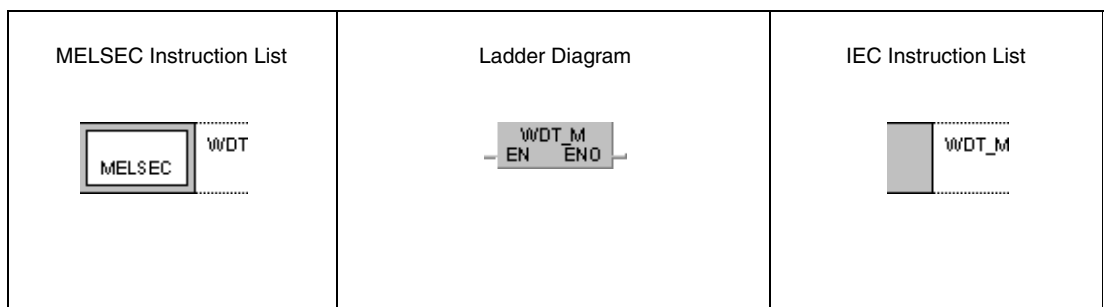 MELSEC Instruction List
Ladder Diagram
IEC Instruction List
MELSEC
WDT
WDT_M
EN ENO
WDT_M